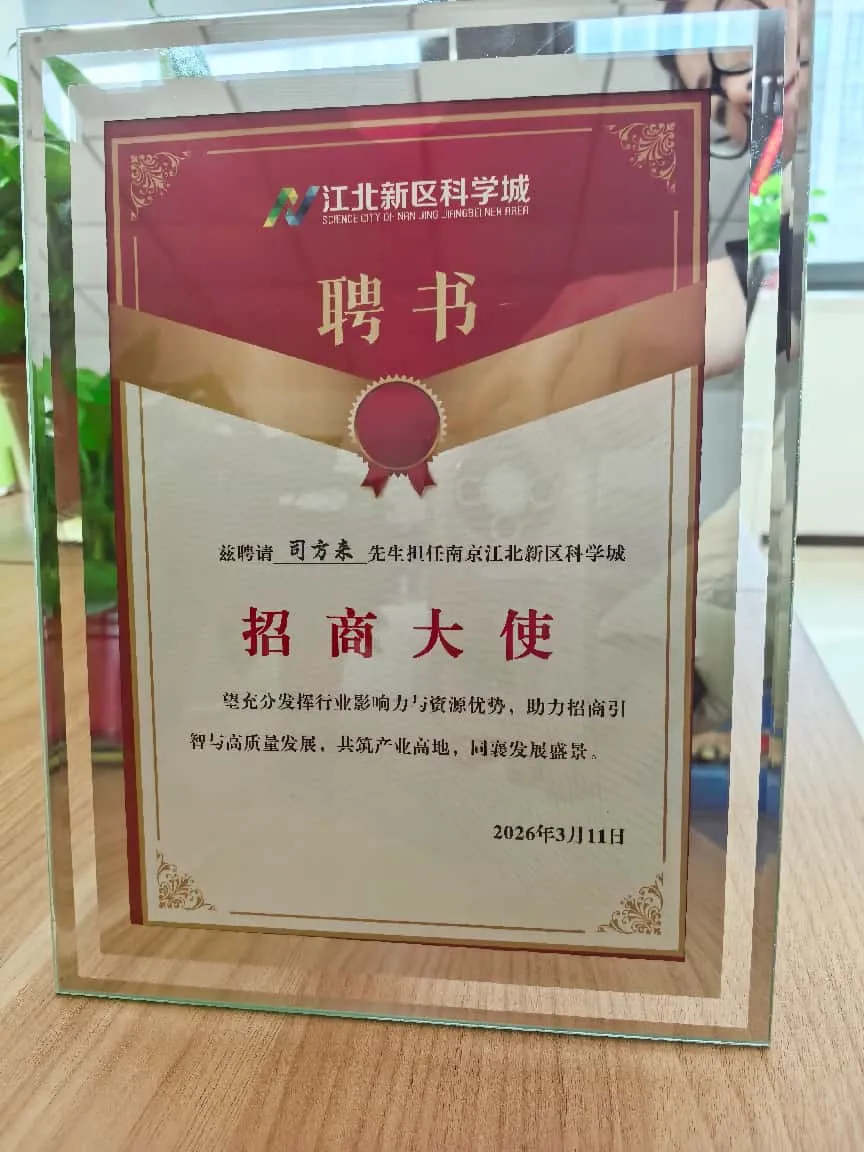 江北新区科学城
SCIENCE CITY OF NAN JING JIANGBEI NEW AREA
聘书
兹聘请 司方来 先生担任南京江北新区科学城
招商大使
望充分发挥行业影响力与资源优势，助力招商引
智与高质量发展，共筑产业高地，同襄发展盛景。
2026年3月11日